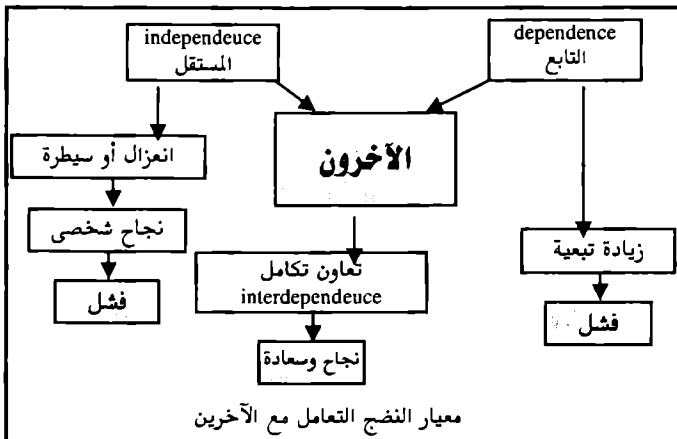 dependence
التابع
independeuce
المستقل
الآخرون
انعزال أو سيطرة
نجاح شخصى
فشل
تعاون تكامل
interdependeuce
نجاح وسعادة
زيادة تبعية
فشل
معيار النضج التعامل مع الآخرين